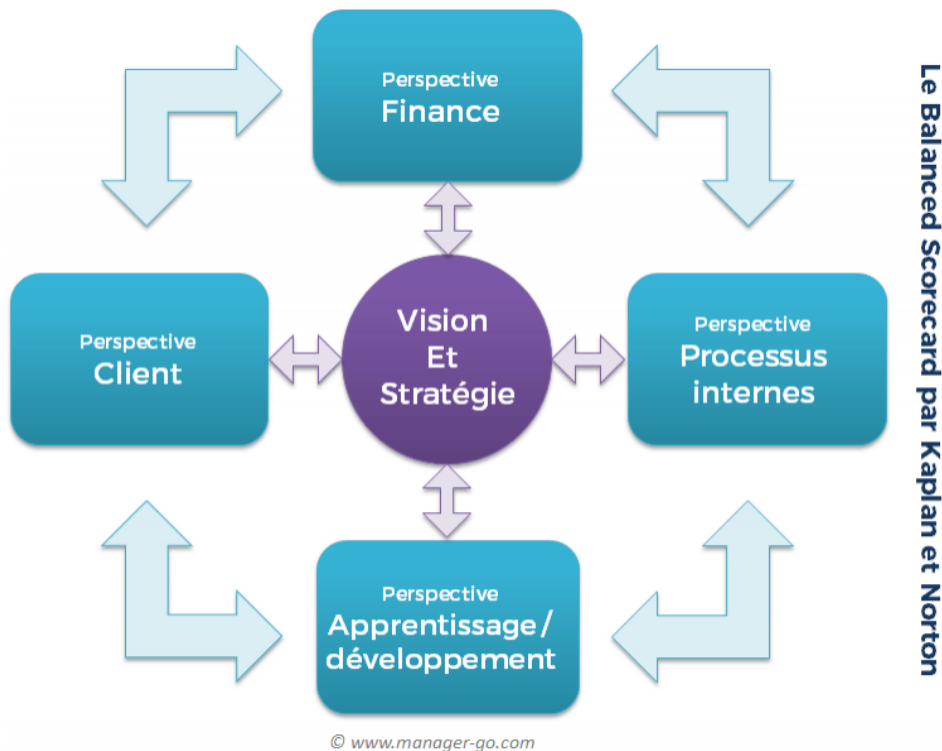 Perspective
Finance
Perspective
Client
Vision
Et
Stratégie
Perspective
Processus
internes
Perspective
Apprentissage/
développement
Le Balanced Scorecard par Kaplan et Norton
© www.manager-go.com